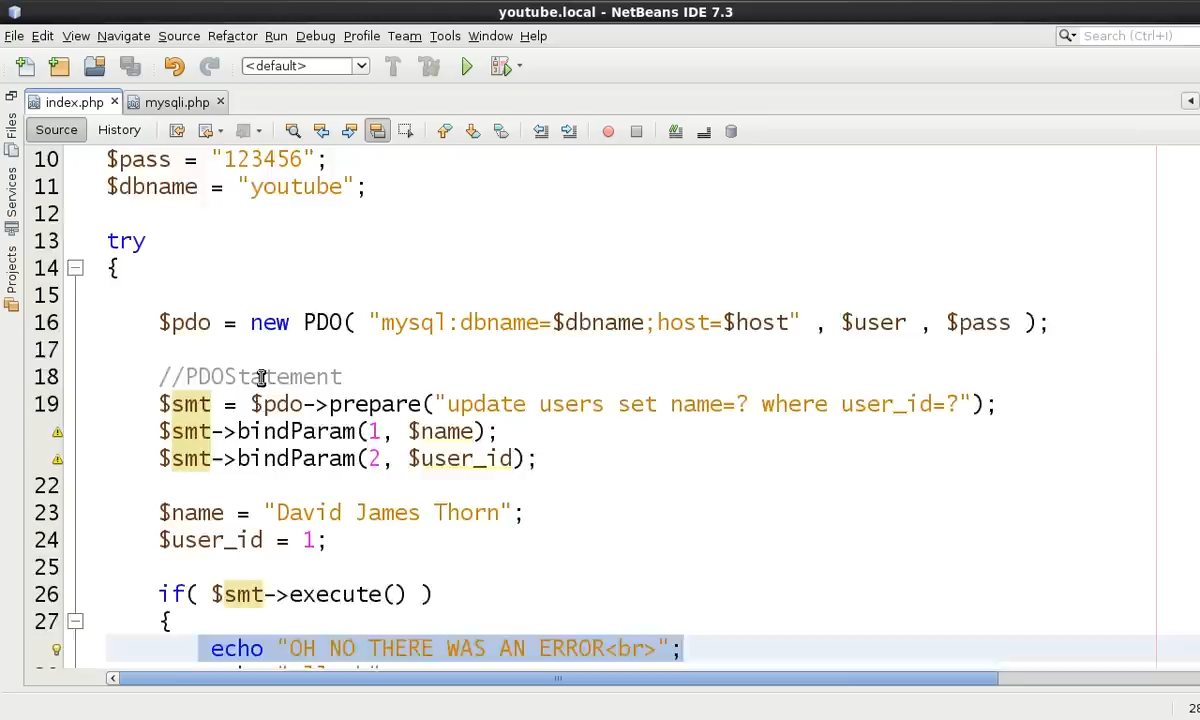 youtube.local - NetBeans IDE 7.3
File Edit View Navigate Source Refactor Run Debug Profile Team Tools Window Help
Search (Ctrl+I)
<default>
index.php
mysqli.php
Source
History
Files
Services
Projects
10 $pass = "123456";
11 $dbname = "youtube";
12
13 try
14 {
15
16 $pdo = new PDO( "mysql:dbname=$dbname;host=$host" , $user , $pass );
17
18 //PDOStatement
19 $smt = $pdo->prepare("update users set name=? where user_id=?");
$smt->bindParam(1, $name);
$smt->bindParam(2, $user_id);
22
23 $name = "David James Thorn";
24 $user_id = 1;
25
26 if( $smt->execute() )
27 {
echo "OH NO THERE WAS AN ERROR<br>";